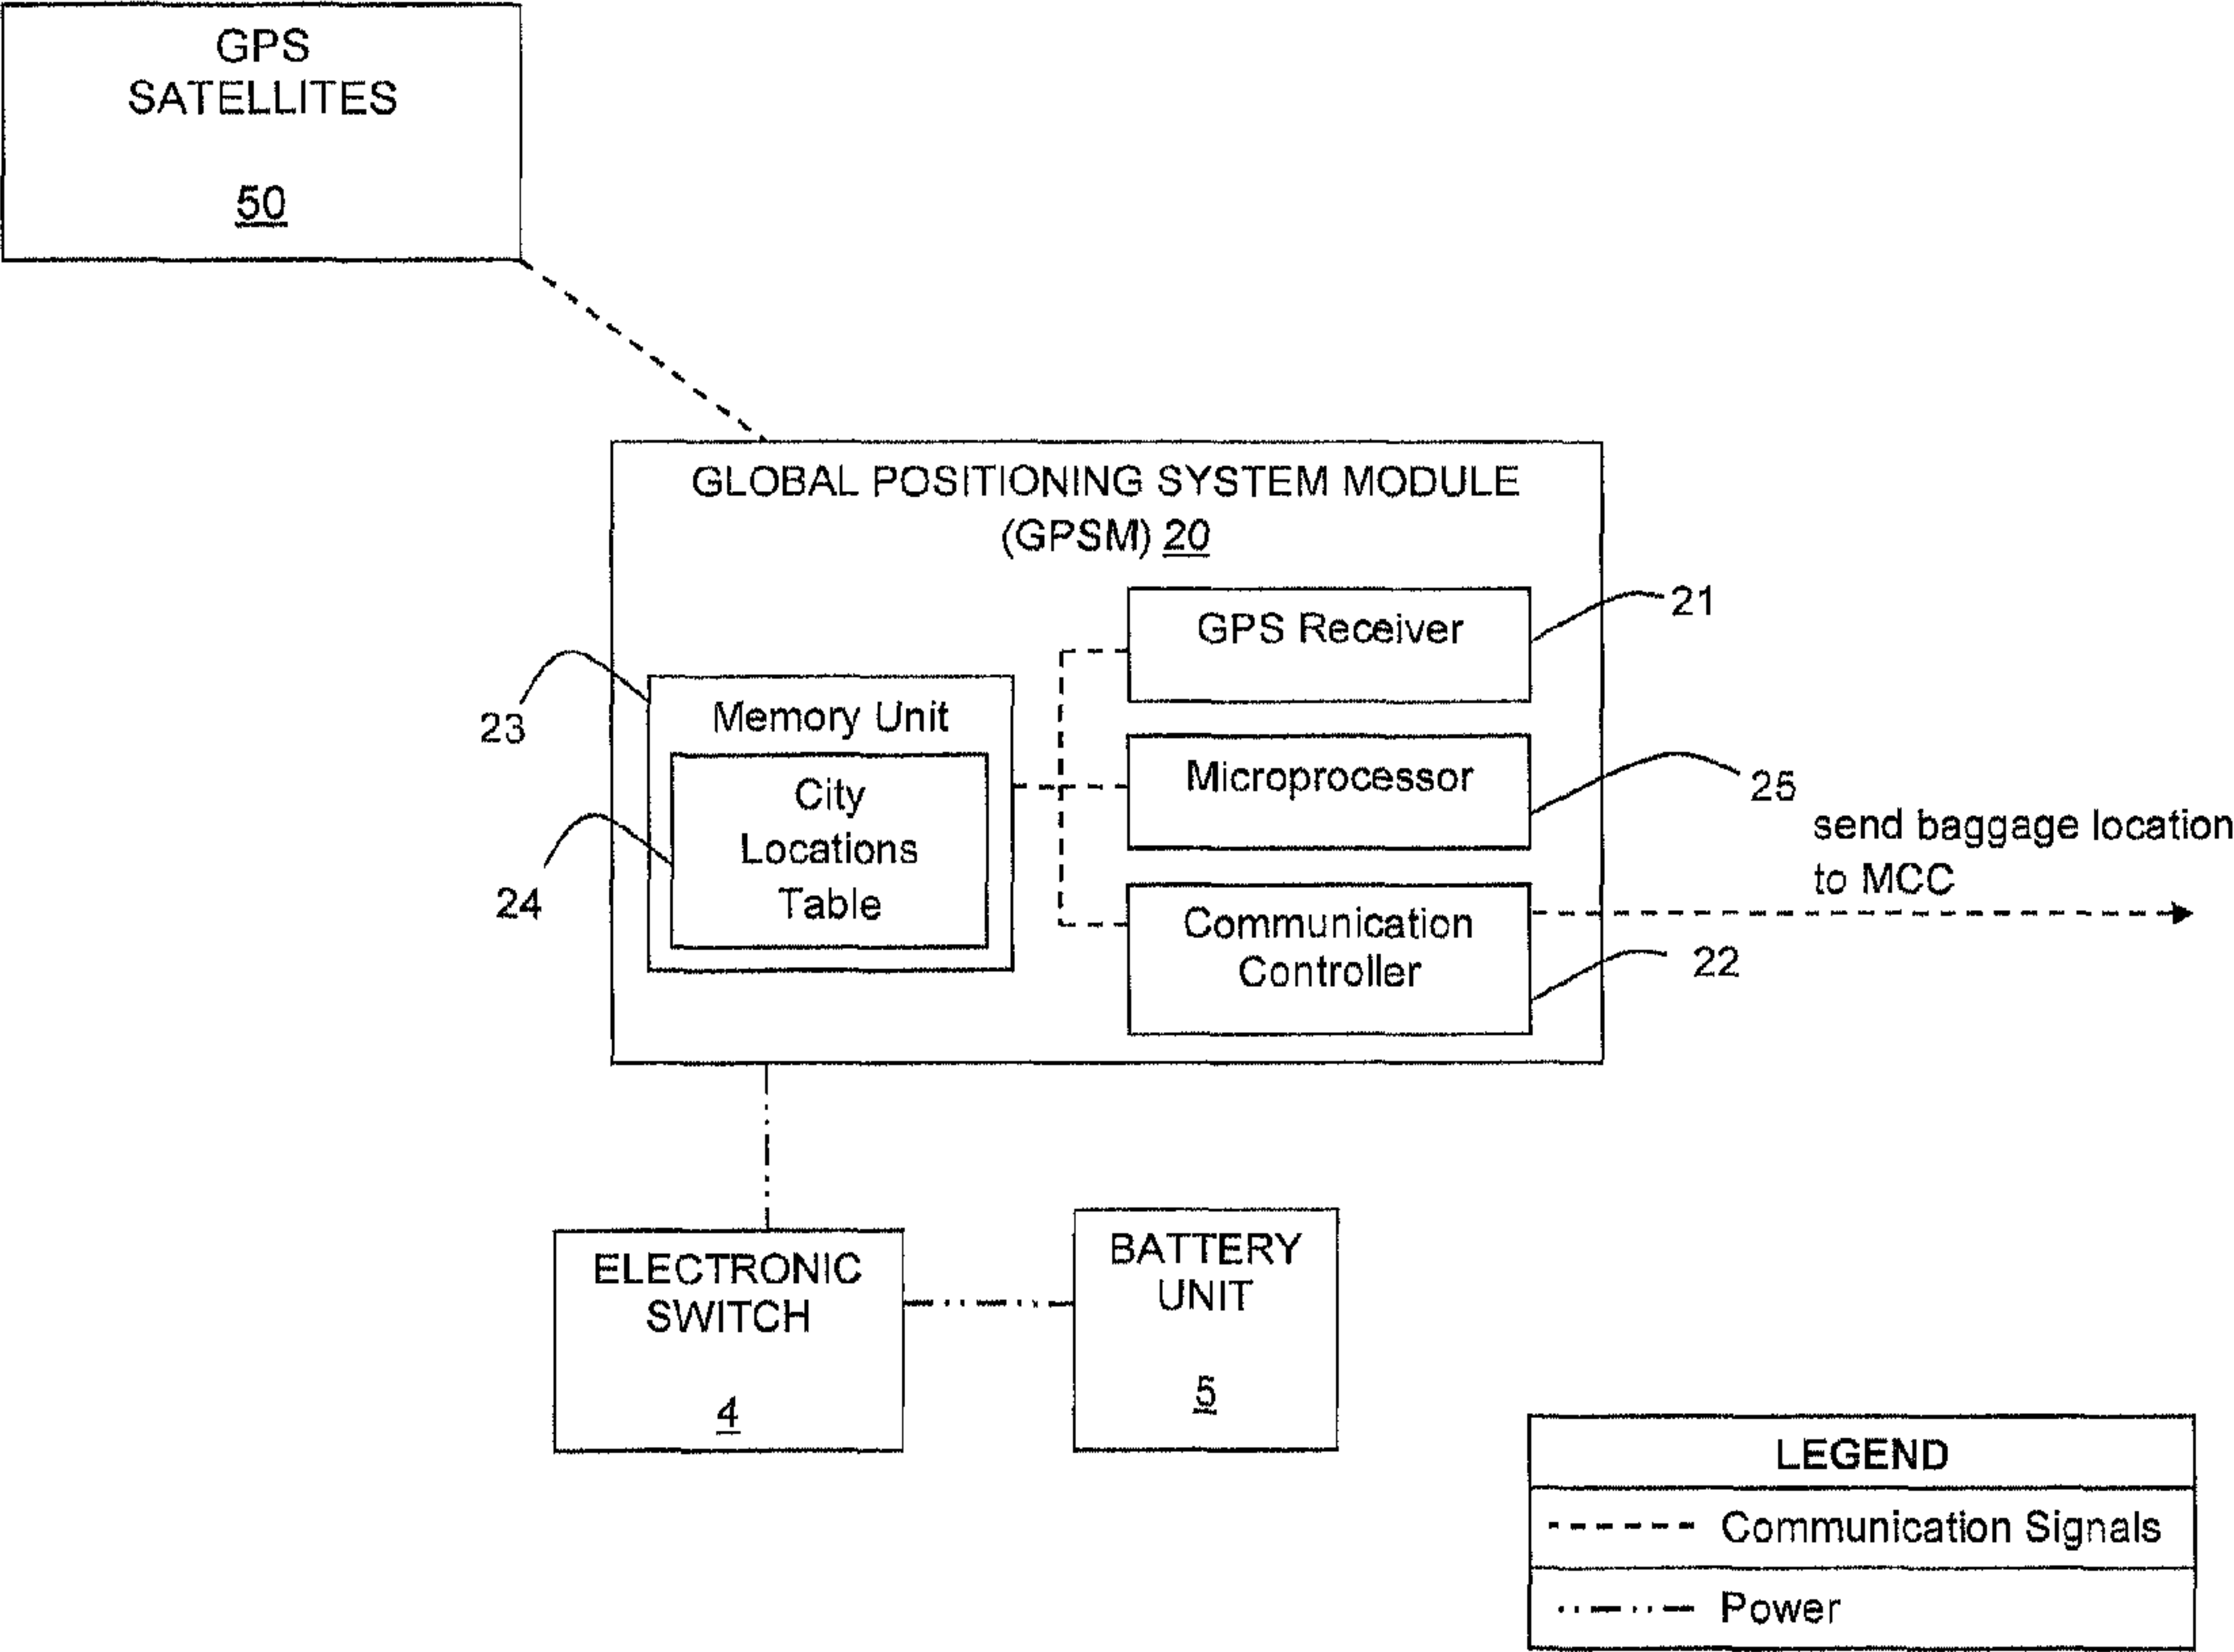 GPS
SATELLITES
50
GLOBAL POSITIONING SYSTEM MODULE
(GPSM) 20
GPS Receiver
21
23
Memory Unit
City
Locations
Table
24
Microprocessor
25
send baggage location
to MCC
Communication
Controller
22
ELECTRONIC
SWITCH
4
BATTERY
UNIT
5
LEGEND
Communication Signals
Power